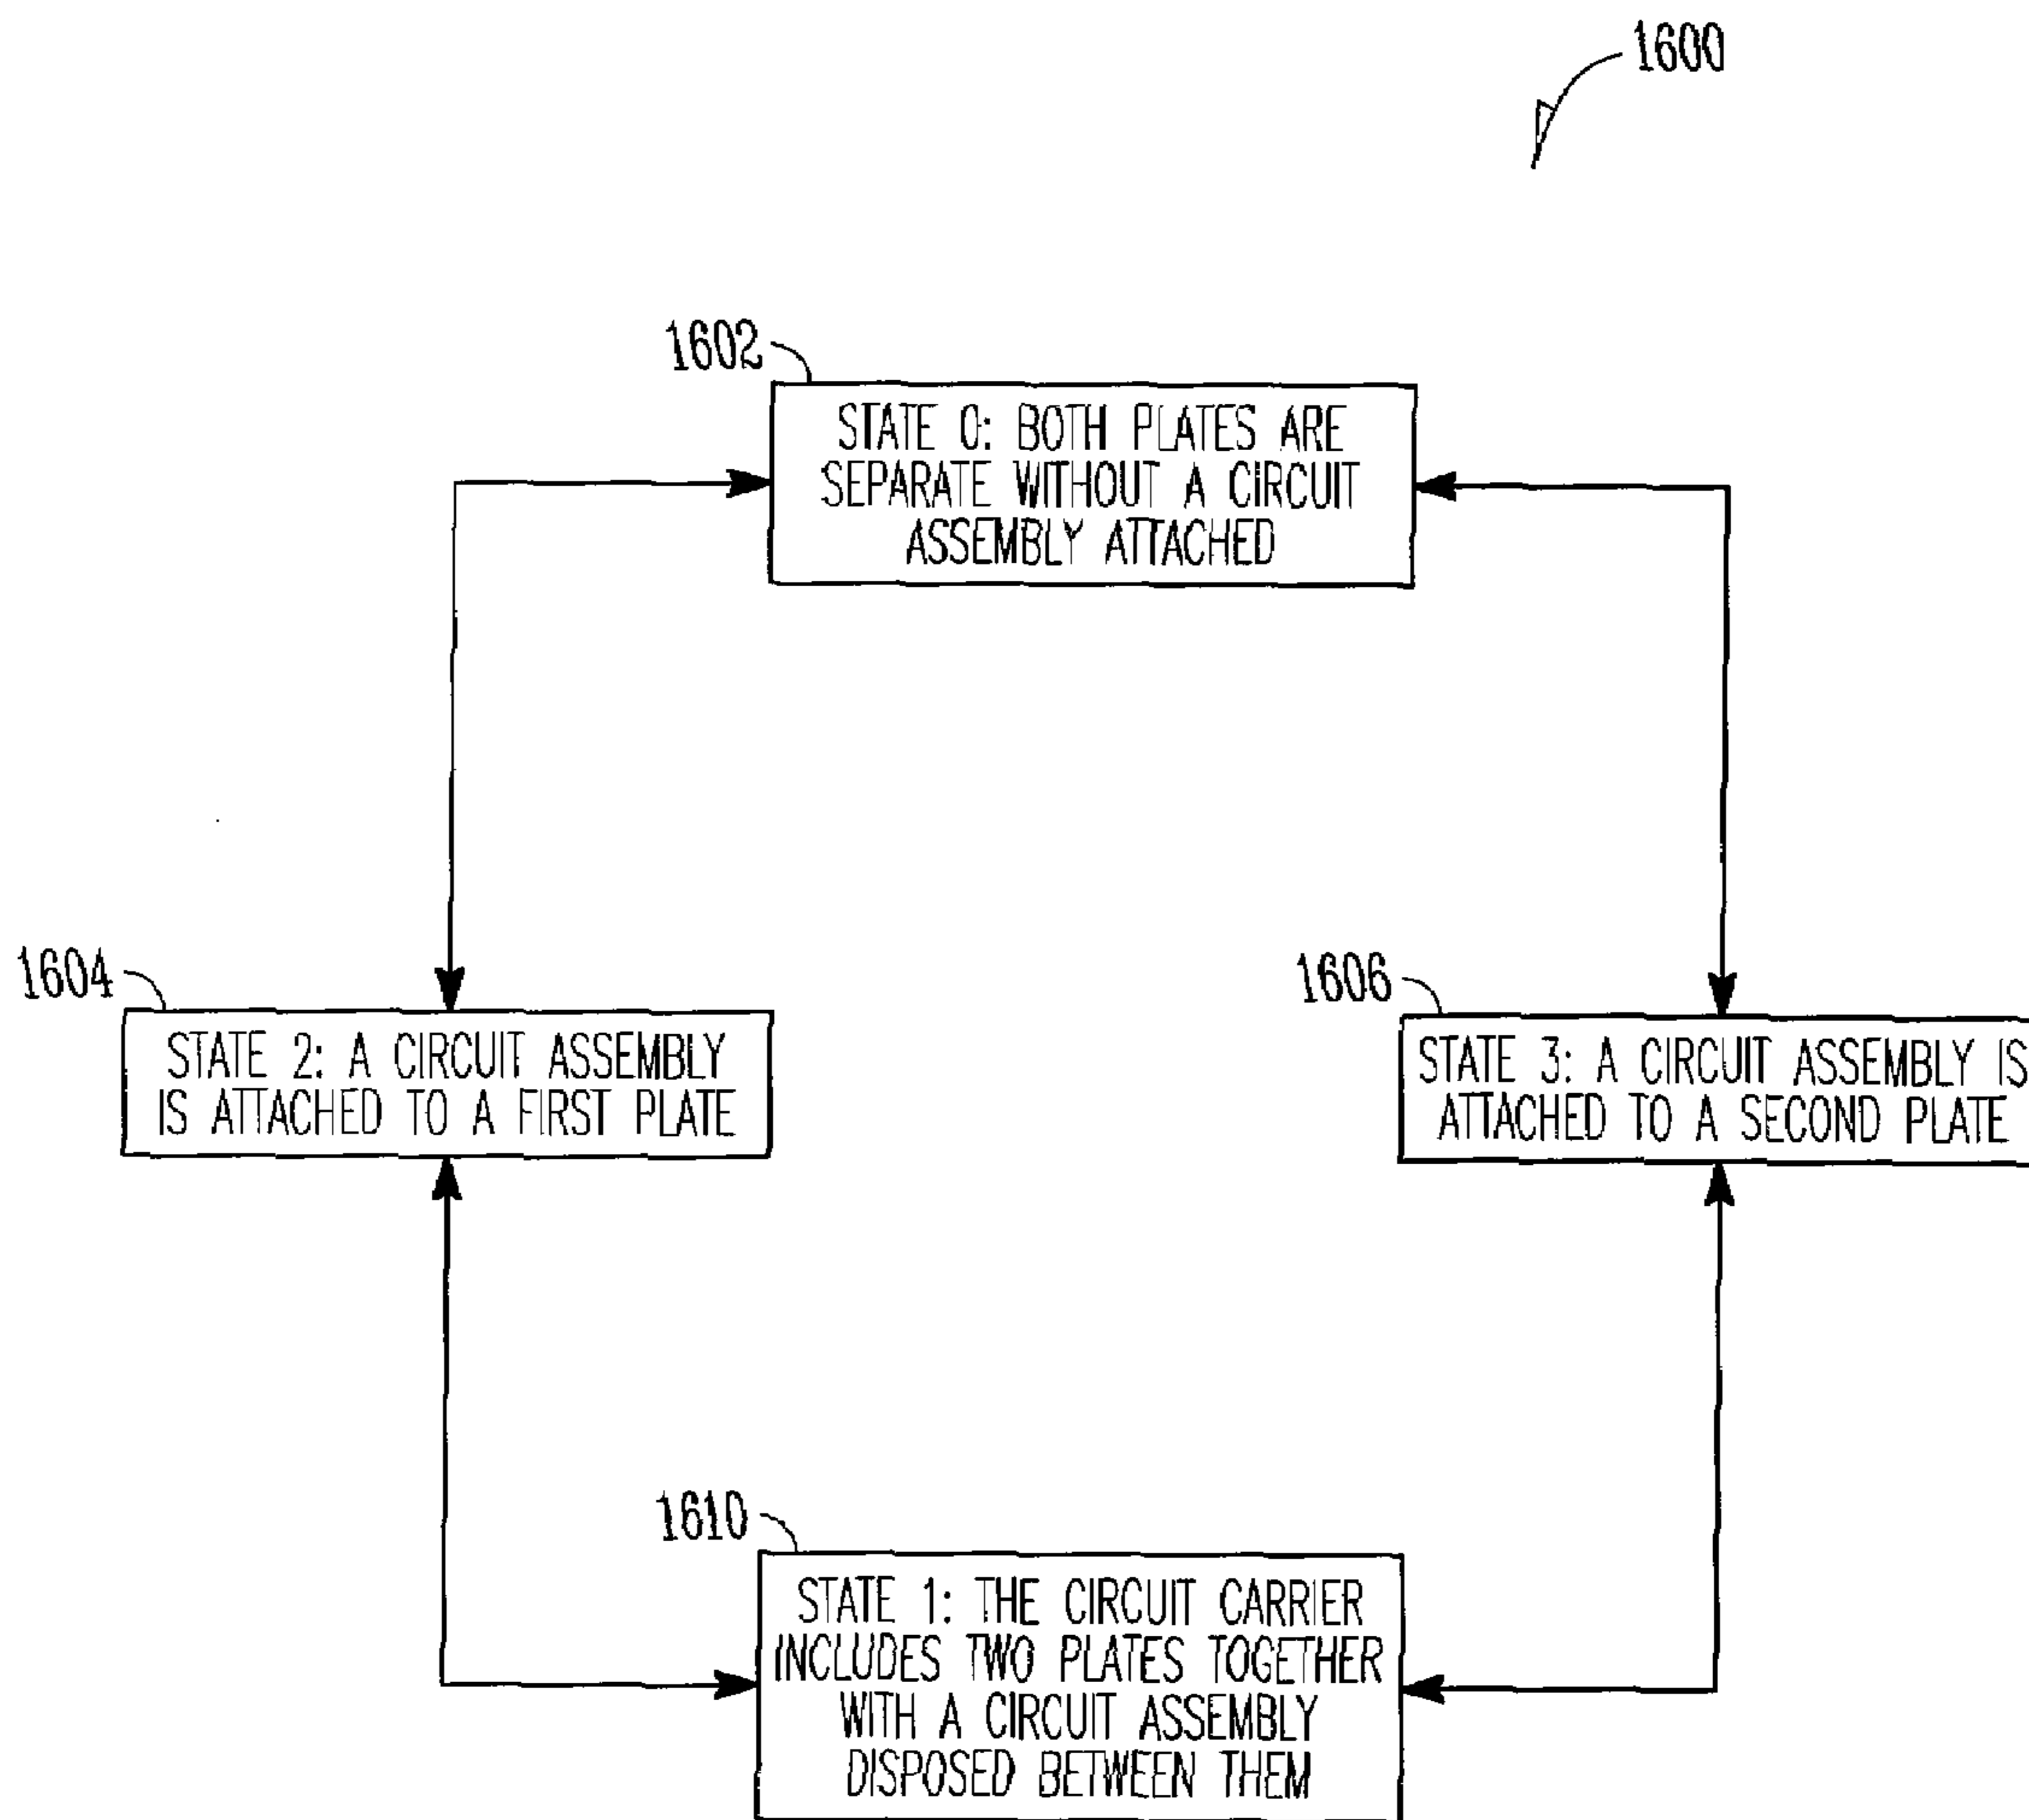 1600
1602
STATE 0: BOTH PLATES ARE
SEPARATE WITHOUT A CIRCUIT
ASSEMBLY ATTACHED
1604
STATE 2: A CIRCUIT ASSEMBLY
IS ATTACHED TO A FIRST PLATE
1606
STATE 3: A CIRCUIT ASSEMBLY IS
ATTACHED TO A SECOND PLATE
1610
STATE 1: THE CIRCUIT CARRIER
INCLUDES TWO PLATES TOGETHER
WITH A CIRCUIT ASSEMBLY
DISPOSED BETWEEN THEM